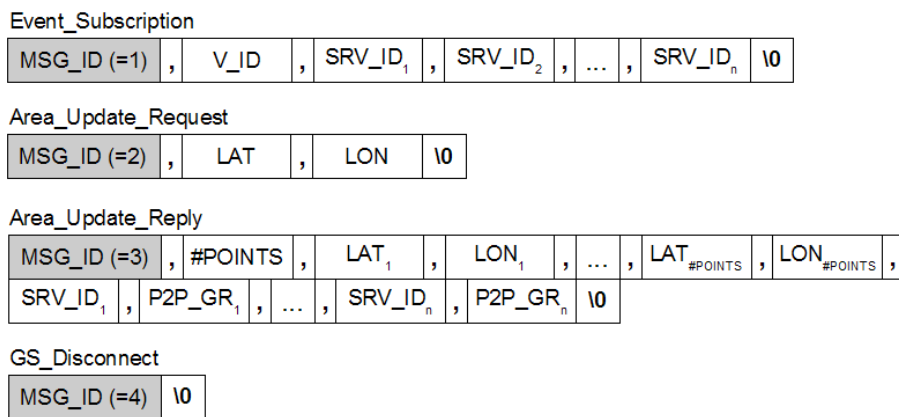 Event_Subscription
MSG_ID (=1) , V_ID , SRV_ID₁ , SRV_ID₂ , ... , SRV_IDₙ \0
Area_Update_Request
MSG_ID (=2) , LAT , LON \0
Area_Update_Reply
MSG_ID (=3) , #POINTS , LAT₁ , LON₁ , ... , LAT#POINTS , LON#POINTS ,
SRV_ID₁ , P2P_GR₁ , ... , SRV_IDₙ , P2P_GRₙ \0
GS_Disconnect
MSG_ID (=4) \0